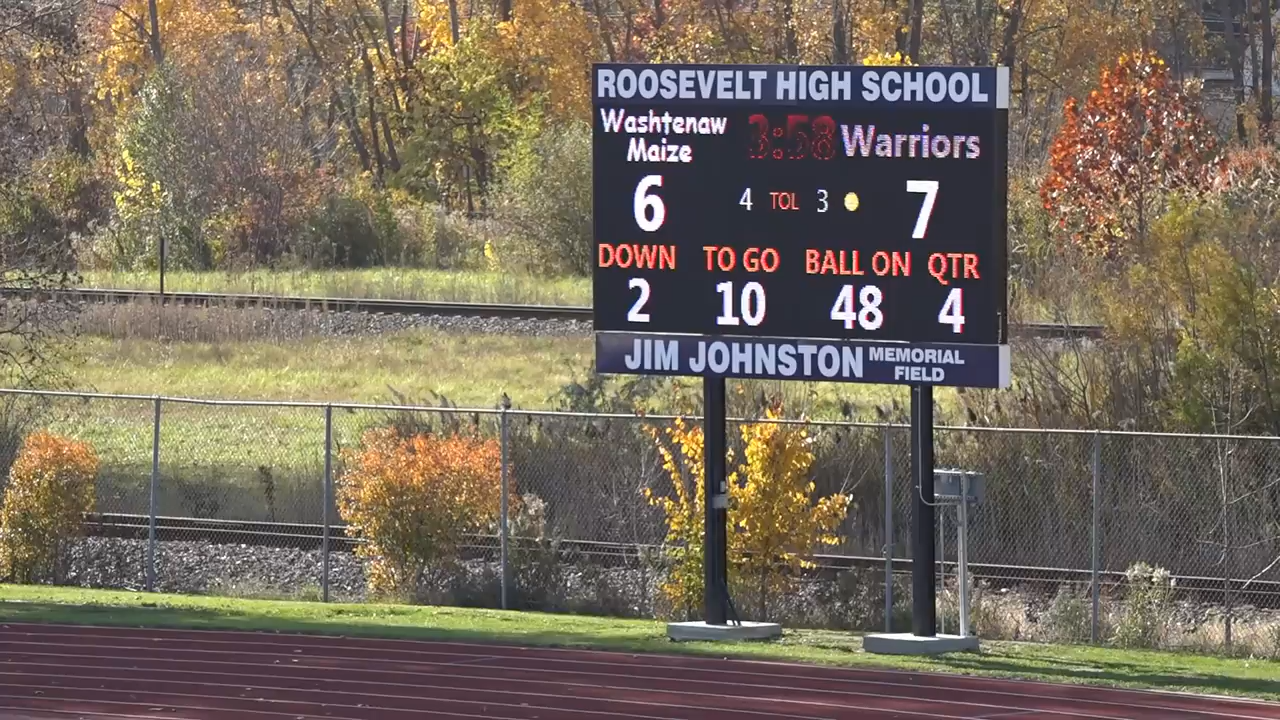 ROOSEVELT HIGH SCHOOL
Washtenaw 3:58 Warriors
Maize
6 4 TOL 3 7
DOWN TO GO BALL ON QTR
2 10 48 4
JIM JOHNSTON MEMORIAL
FIELD